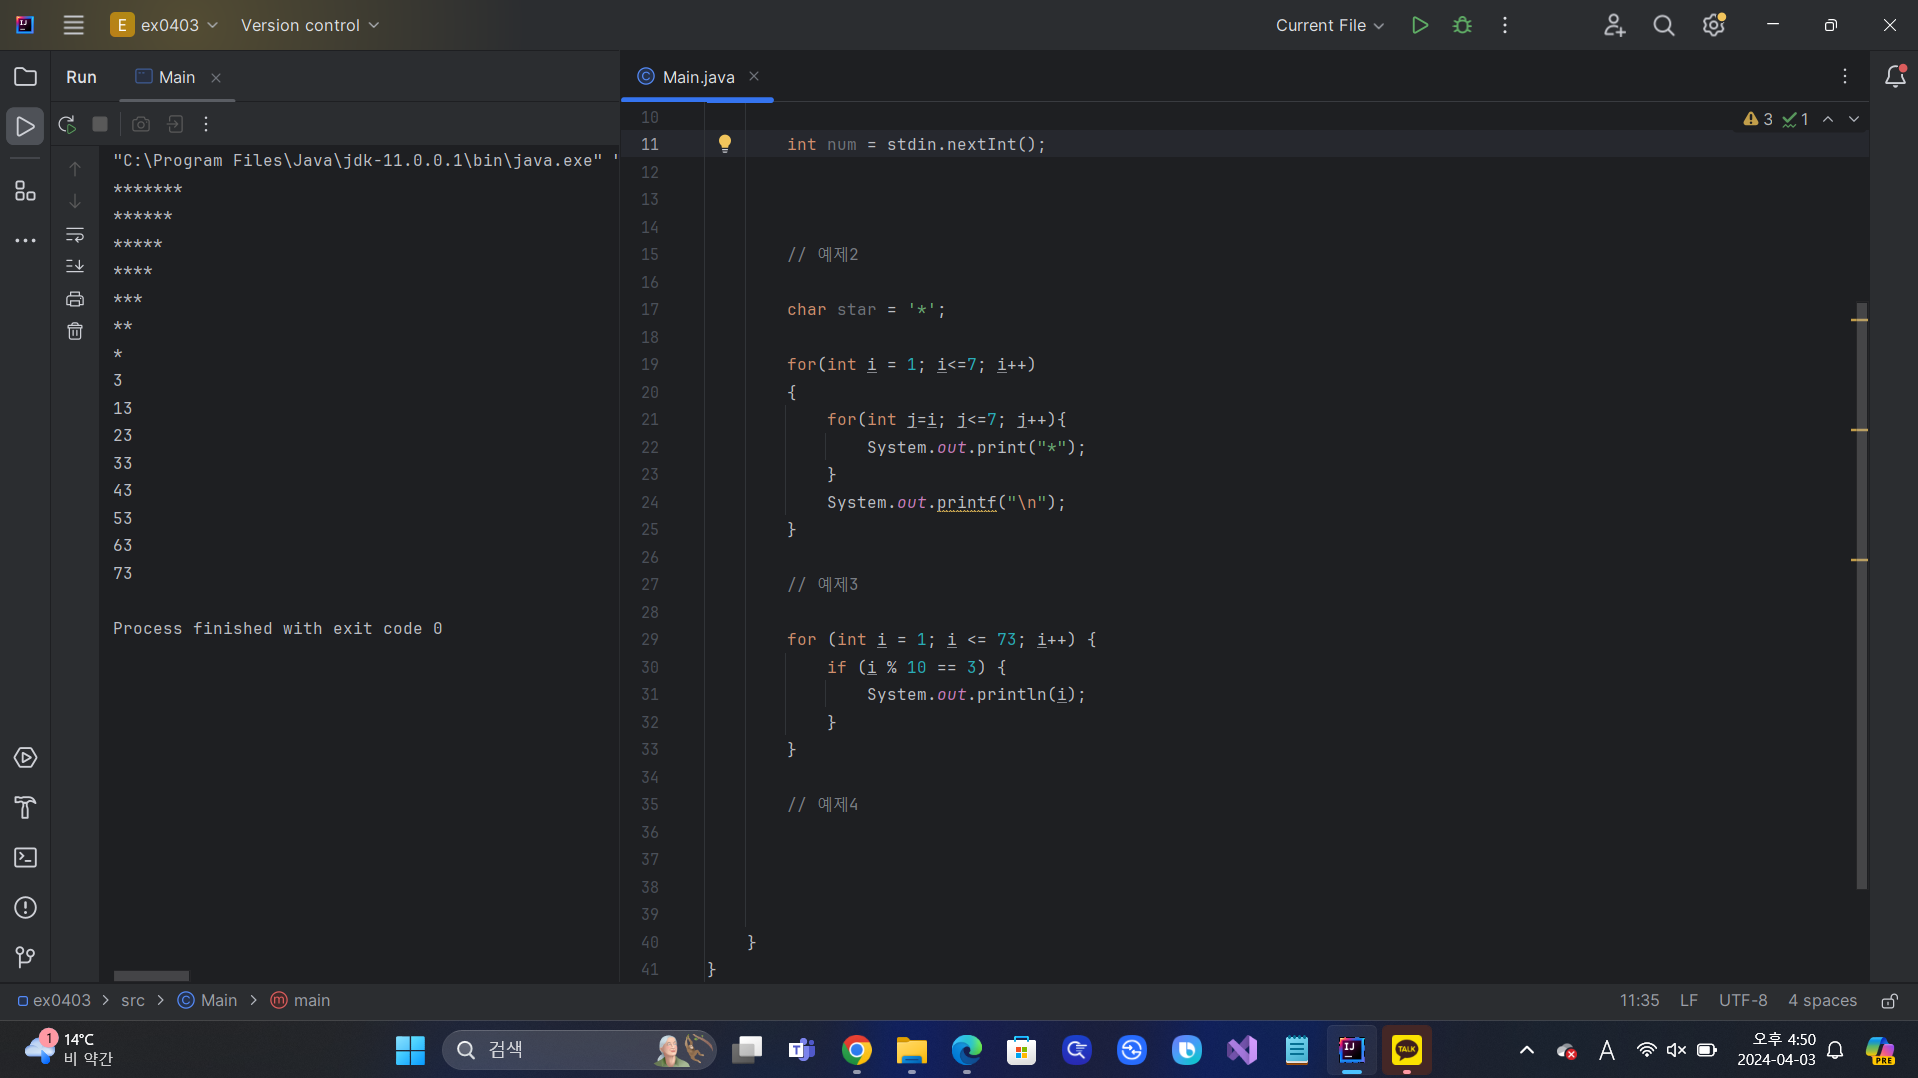 E ex0403 Version control Current File
Run Main Main.java
"C:\Program Files\Java\jdk-11.0.0.1\bin\java.exe" '
*******
******
*****
****
***
**
*
3
13
23
33
43
53
63
73
Process finished with exit code 0
3 1
10
11 int num = stdin.nextInt();
12
13
14
15 // 예제2
16
17 char star = '*';
18
19 for(int i = 1; i<=7; i++)
20 {
21 for(int j=i; j<=7; j++){
22 System.out.print("*");
23 }
24 System.out.printf("\n");
25 }
26
27 // 예제3
28
29 for (int i = 1; i <= 73; i++) {
30 if (i % 10 == 3) {
31 System.out.println(i);
32 }
33 }
34
35 // 예제4
36
37
38
39
40 }
41 }
ex0403 > src > Main > main 11:35 LF UTF-8 4 spaces
1 14°C
비 약간
검색
TALK
A
오후 4:50
2024-04-03
PRE